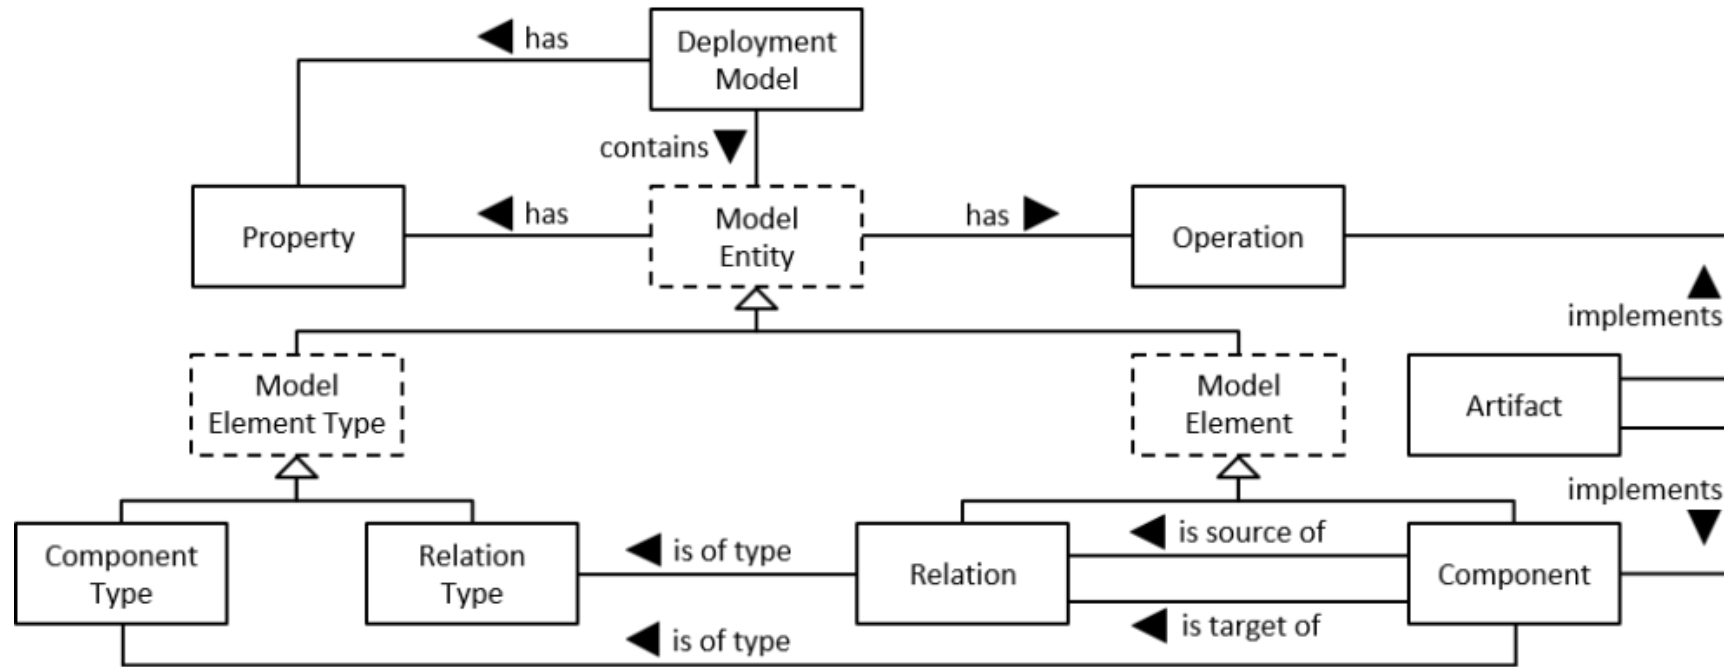 has
Deployment
Model
contains
Property
has
Model
Entity
has
Operation
implements
Model
Element Type
Model
Element
Artifact
implements
Component
Type
Relation
Type
is of type
Relation
is source of
Component
is target of
is of type